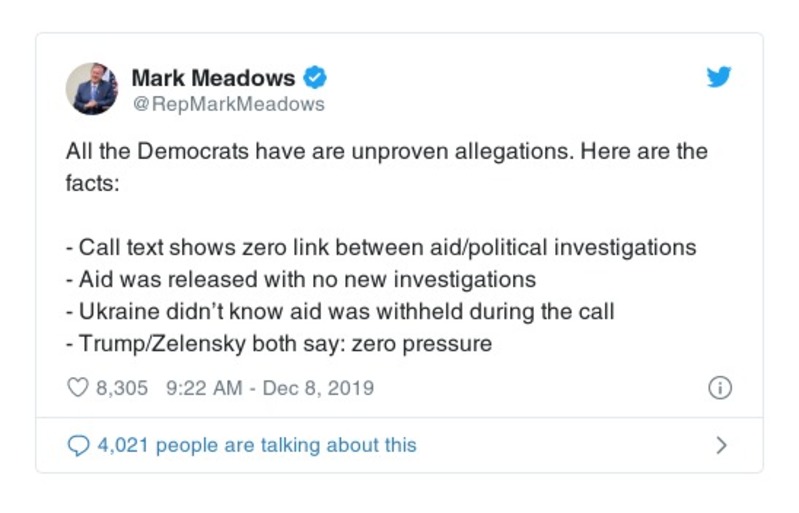 Mark Meadows
@RepMarkMeadows
All the Democrats have are unproven allegations. Here are the
facts:
- Call text shows zero link between aid/political investigations
- Aid was released with no new investigations
- Ukraine didn’t know aid was withheld during the call
- Trump/Zelensky both say: zero pressure
8,305 9:22 AM - Dec 8, 2019
4,021 people are talking about this